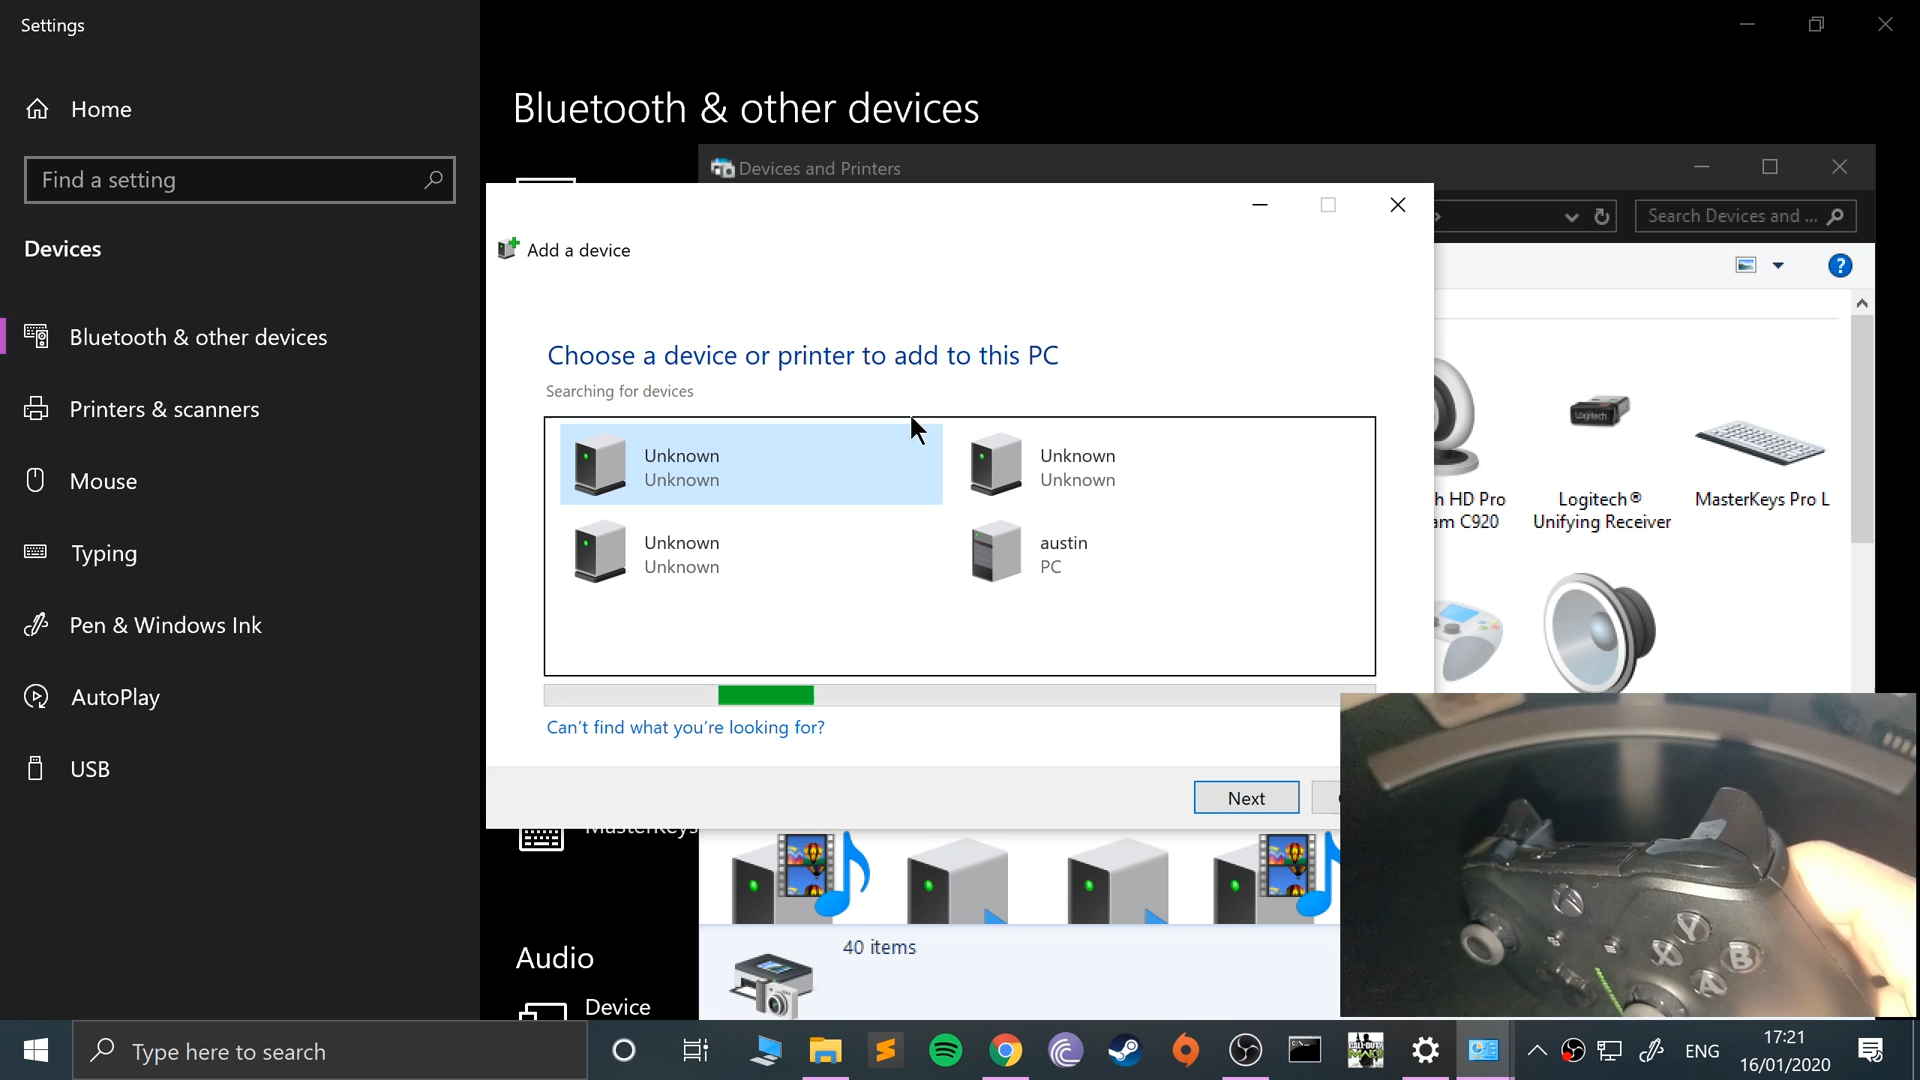 Settings
Home
Find a setting
Devices
Bluetooth & other devices
Printers & scanners
Mouse
Typing
Pen & Windows Ink
AutoPlay
USB
Bluetooth & other devices
Devices and Printers
Search Devices and ...
Add a device
Choose a device or printer to add to this PC
Searching for devices
Unknown
Unknown
Unknown
Unknown
Unknown
Unknown
austin
PC
Can't find what you're looking for?
Next
h HD Pro
am C920
Logitech
Logitech®
Unifying Receiver
MasterKeys Pro L
MasterKeys
40 items
Audio
Device
Y
X
B
A
Type here to search
ENG
17:21
16/01/2020